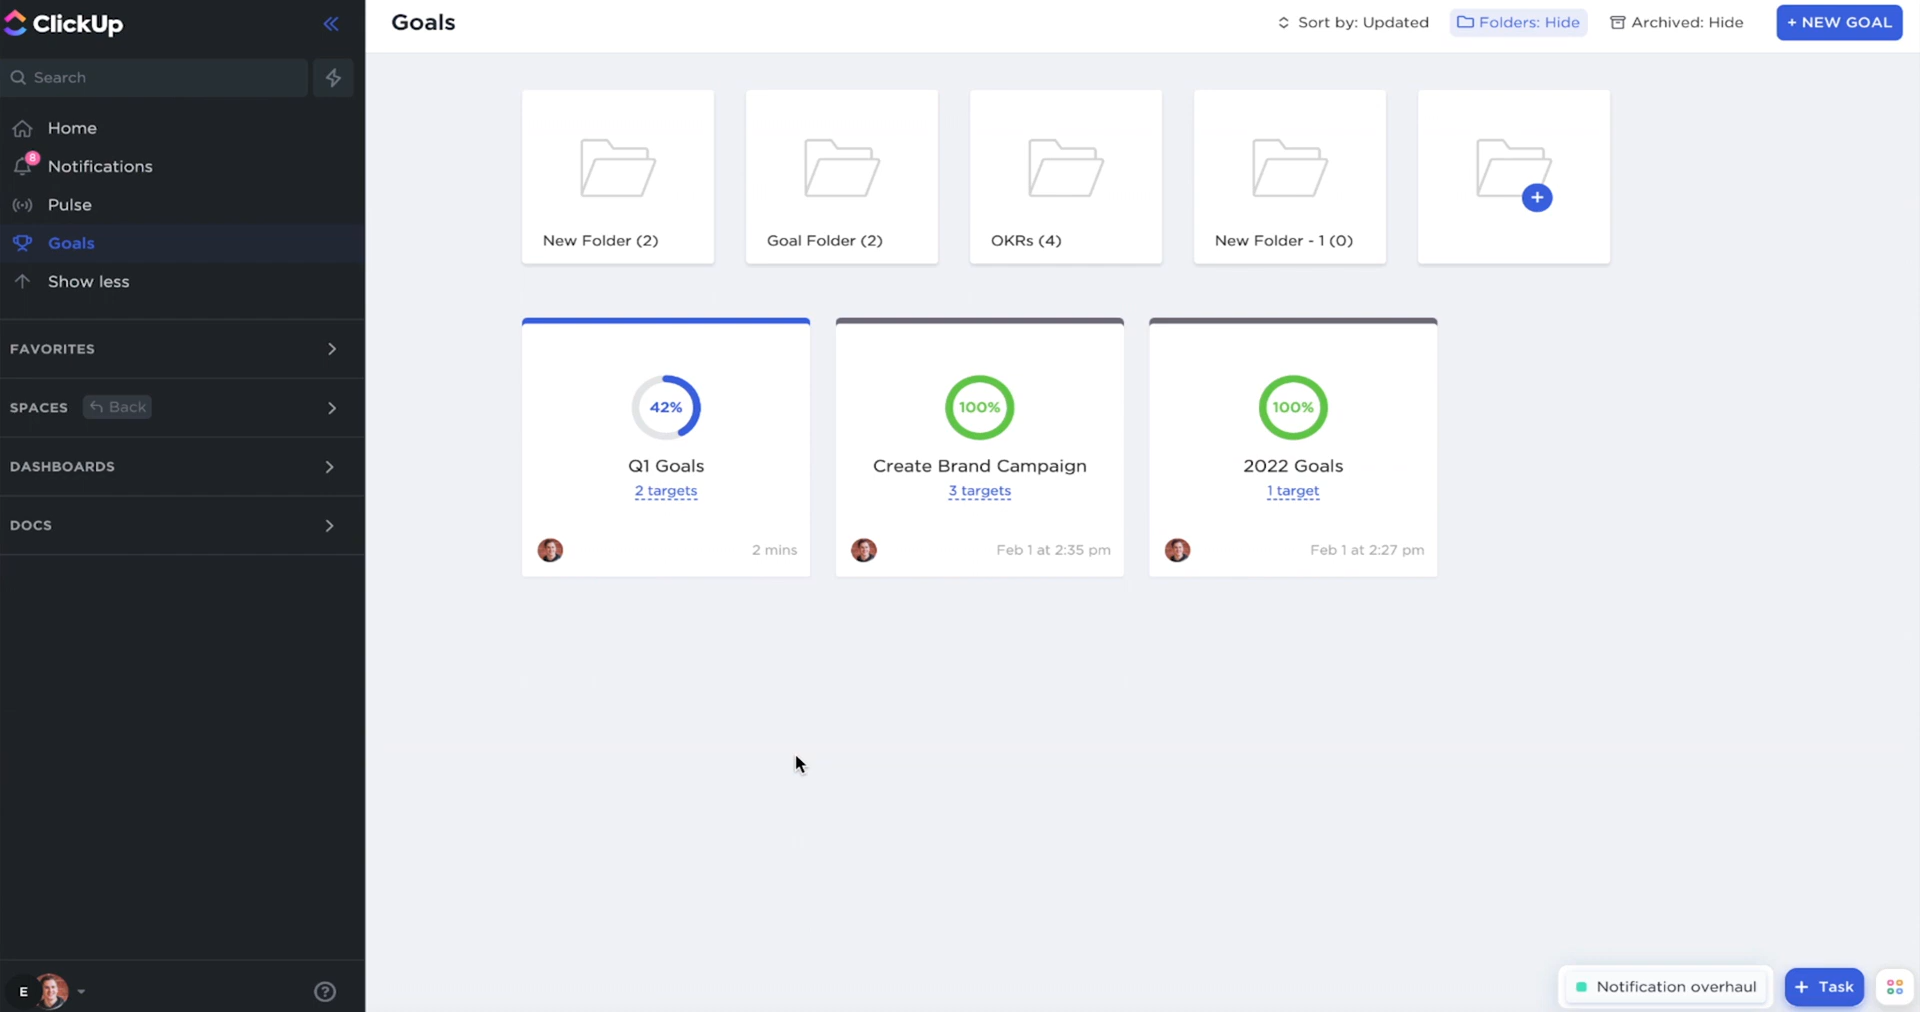 ClickUp
Search
Home
8
Notifications
Pulse
Goals
Show less
FAVORITES
SPACES Back
DASHBOARDS
DOCS
E
Goals
Sort by: Updated
Folders: Hide
Archived: Hide
+ NEW GOAL
New Folder (2)
Goal Folder (2)
OKRs (4)
New Folder - 1 (0)
42%
Q1 Goals
2 targets
2 mins
100%
Create Brand Campaign
3 targets
Feb 1 at 2:35 pm
100%
2022 Goals
1 target
Feb 1 at 2:27 pm
Notification overhaul
+ Task